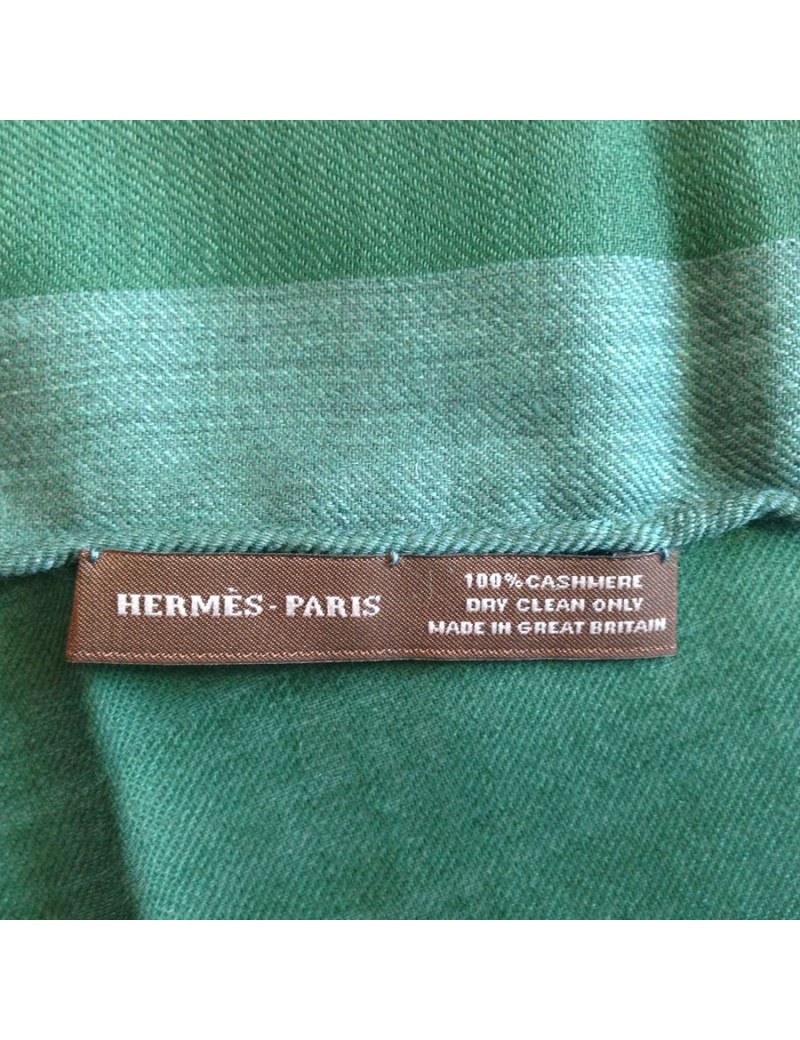 HERMÈS - PARIS
100% CASHMERE
DRY CLEAN ONLY
MADE IN GREAT BRITAIN